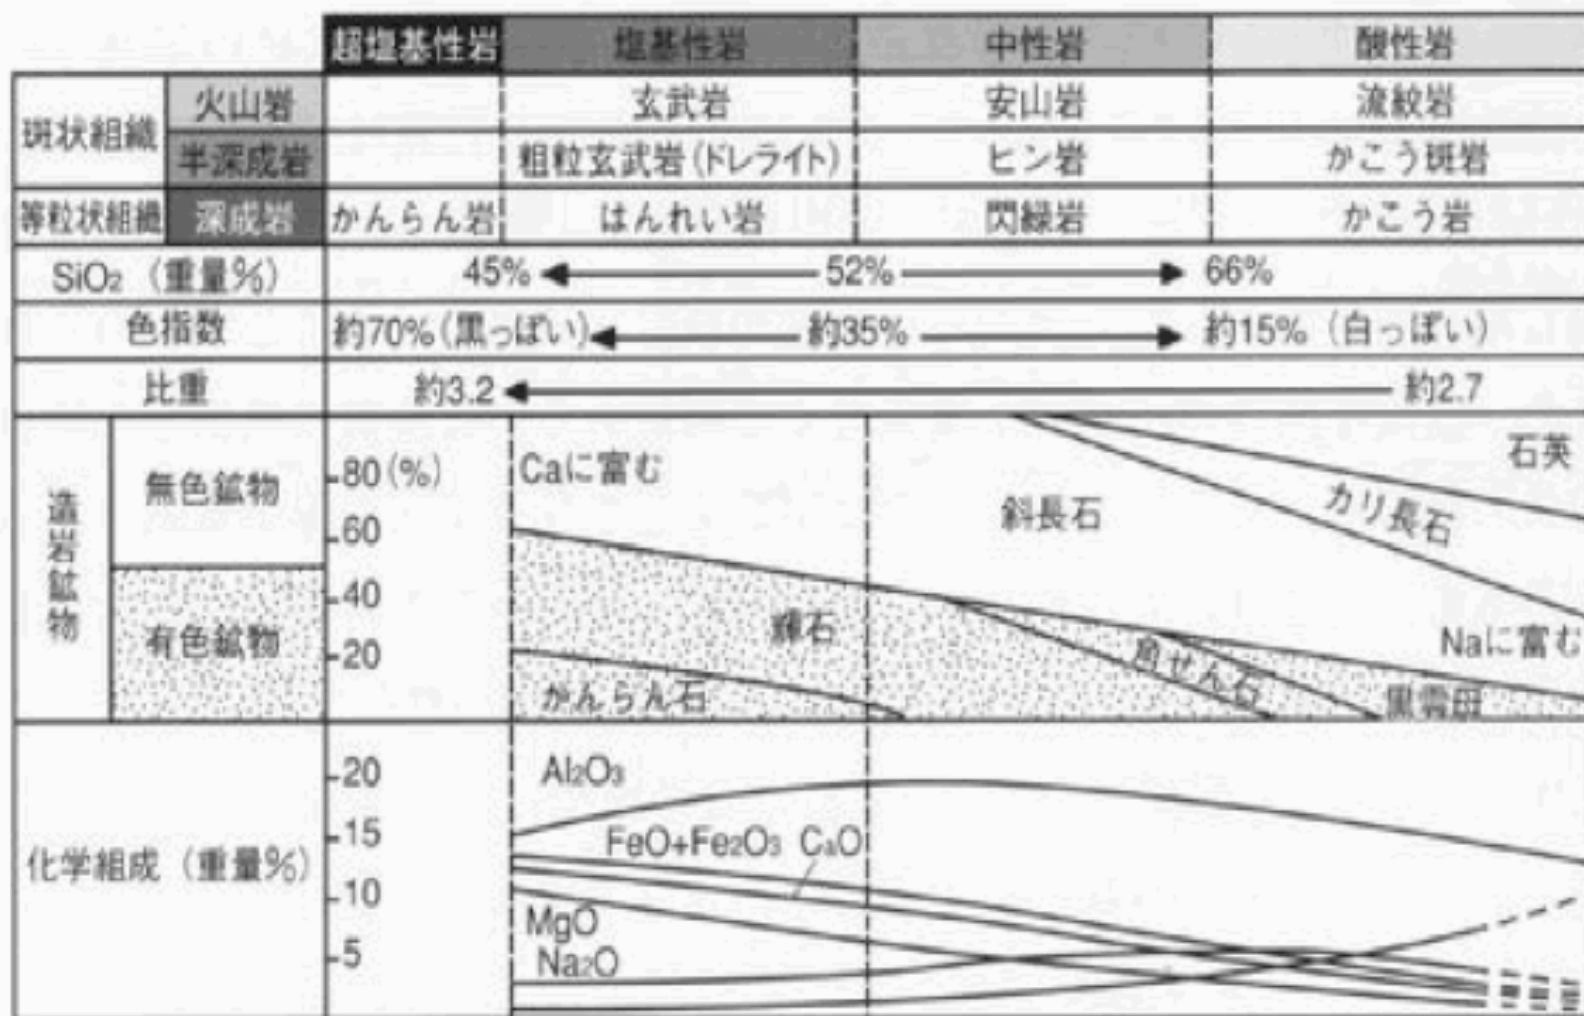 超塩基性岩 塩基性岩 中性岩 酸性岩
斑状組織 火山岩 玄武岩 安山岩 流紋岩
半深成岩 粗粒玄武岩(ドレライト) ヒン岩 かこう斑岩
等粒状組織 深成岩 かんらん岩 はんれい岩 閃緑岩 かこう岩
SiO2 (重量%) 45% 52% 66%
色指数 約70%(黒っぽい) 約35% 約15% (白っぽい)
比重 約3.2 約2.7
造岩鉱物
無色鉱物
有色鉱物
80(%)
60
40
20
Caに富む
斜長石
カリ長石
石英
輝石
かんらん石
角せん石
黒雲母
Naに富む
化学組成 (重量%)
20
15
10
5
Al2O3
FeO+Fe2O3 CaO
MgO
Na2O